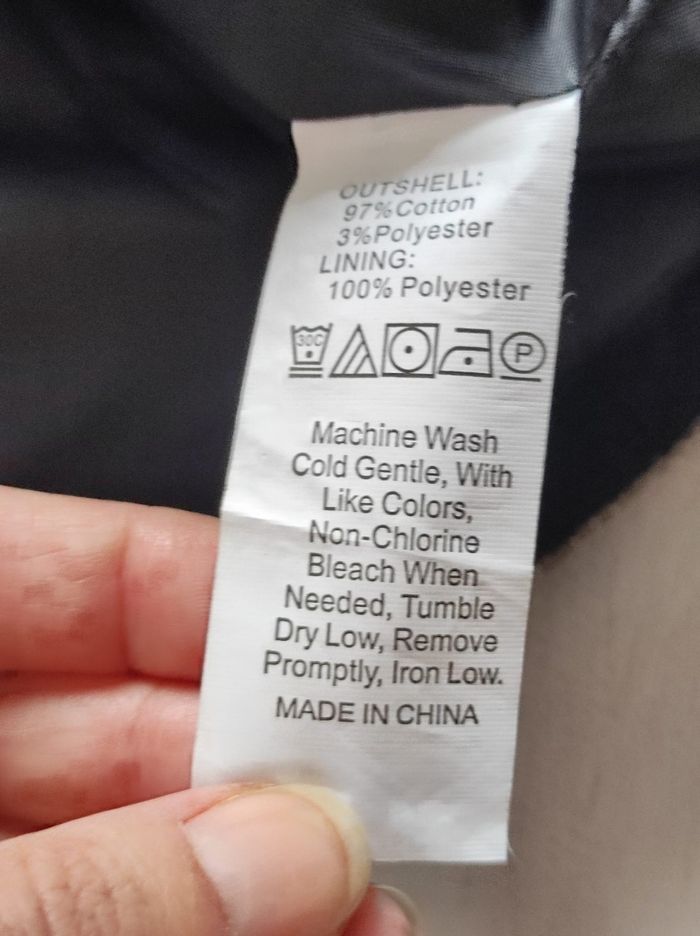 OUTSHELL:
97%Cotton
3%Polyester
LINING:
100% Polyester
30C P
Machine Wash
Cold Gentle, With
Like Colors,
Non-Chlorine
Bleach When
Needed, Tumble
Dry Low, Remove
Promptly, Iron Low.
MADE IN CHINA